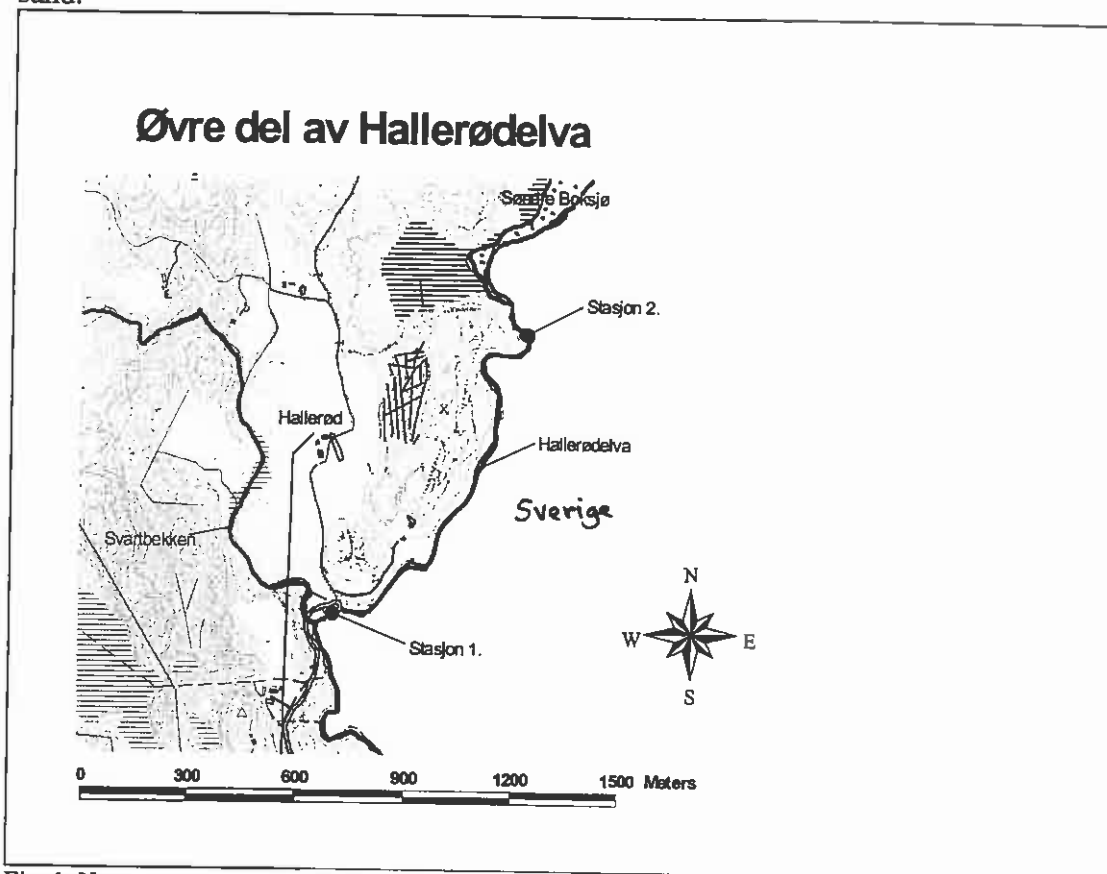 sand.
Øvre del av Hallerødelva
Søndre Boksjø
Stasjon 2.
Hallerød
Hallerødelva
Sverige
Svartbekken
N
W E
S
Stasjon 1.
0 300 600 900 1200 1500 Meters